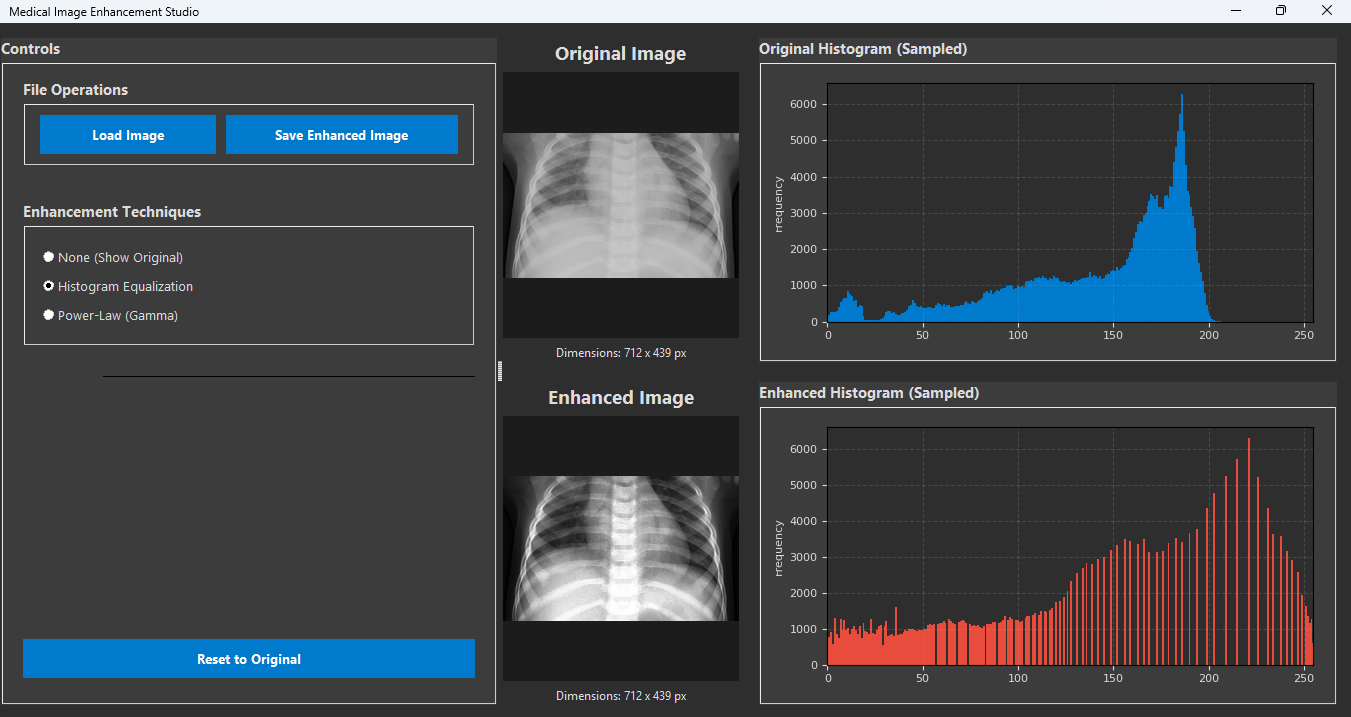 Medical Image Enhancement Studio
Controls
File Operations
Load Image
Save Enhanced Image
Enhancement Techniques
None (Show Original)
Histogram Equalization
Power-Law (Gamma)
Reset to Original
Original Image
Dimensions: 712 x 439 px
Enhanced Image
Dimensions: 712 x 439 px
Original Histogram (Sampled)
6000
5000
4000
3000
2000
1000
0
0 50 100 150 200 250
Enhanced Histogram (Sampled)
6000
5000
4000
3000
2000
1000
0
0 50 100 150 200 250